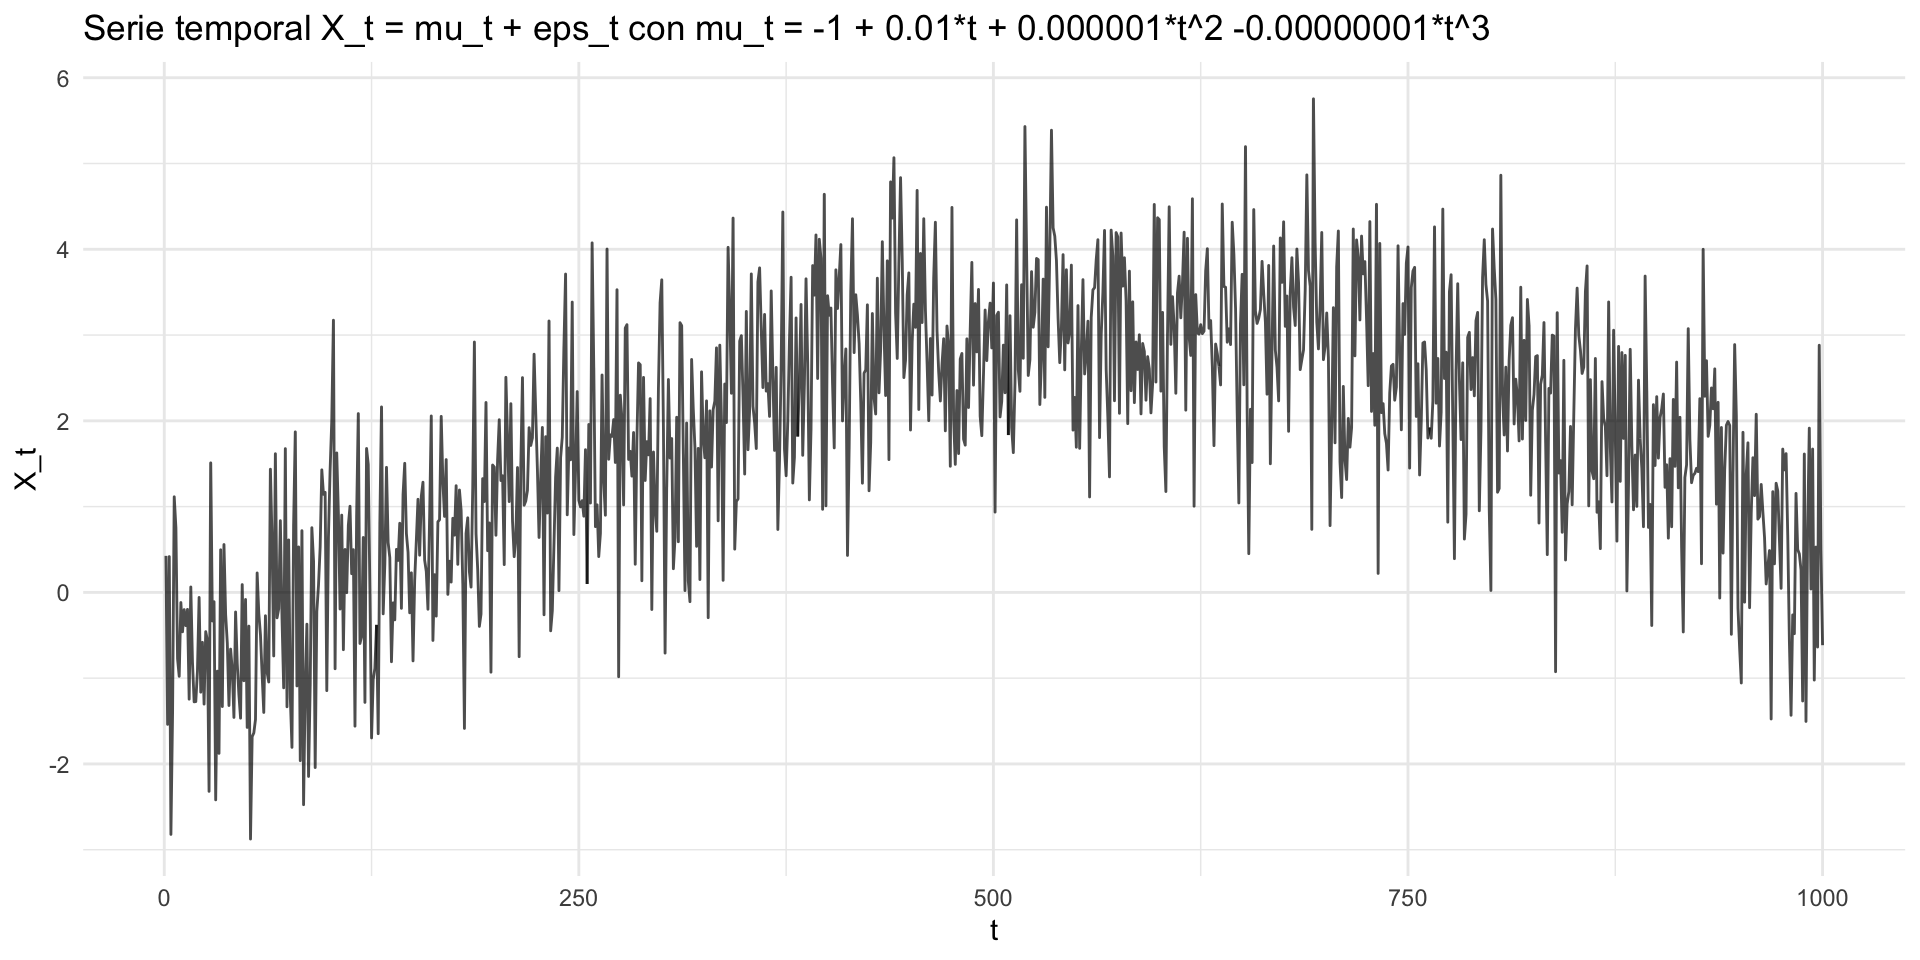 Serie temporal X_t = mu_t + eps_t con mu_t = -1 + 0.01*t + 0.000001*t^2 -0.00000001*t^3
6
4
2
0
-2
X_t
0 250 500 750 1000
t